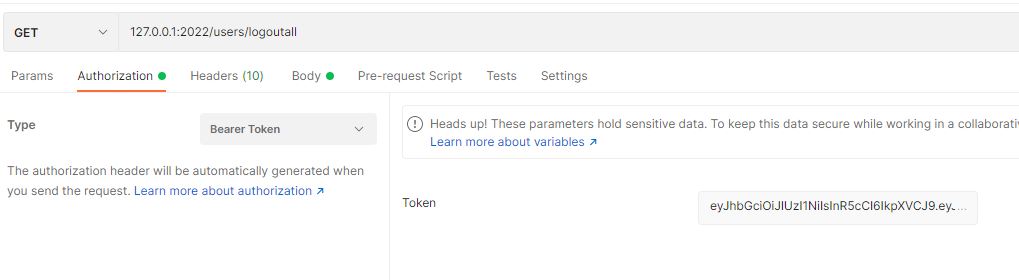 GET 127.0.0.1:2022/users/logoutall
Params Authorization Headers (10) Body Pre-request Script Tests Settings
Type Bearer Token
Heads up! These parameters hold sensitive data. To keep this data secure while working in a collaborativ
Learn more about variables ↗
The authorization header will be automatically generated when
you send the request. Learn more about authorization ↗
Token eyJhbGciOiJIUzI1NiIsInR5cCI6IkpXVCJ9.eyJ...